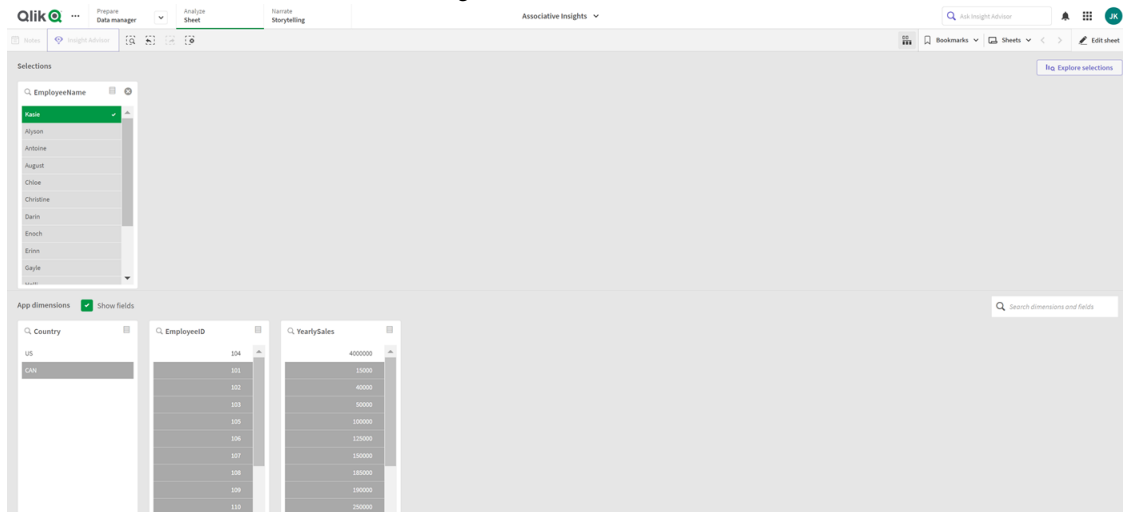 Qlik
Prepare
Data manager
Analyze
Sheet
Narrate
Storytelling
Associative Insights
Ask Insight Advisor
JK
Notes
Insight Advisor
Bookmarks
Sheets
Edit sheet
Selections
Explore selections
EmployeeName
Kasie
Alyson
Antoine
August
Chloe
Christine
Darin
Enoch
Erinn
Gayle
App dimensions
Show fields
Search dimensions and fields
Country
US
CAN
EmployeeID
104
101
102
103
105
106
107
108
109
110
YearlySales
4000000
15000
40000
50000
100000
125000
150000
185000
190000
250000